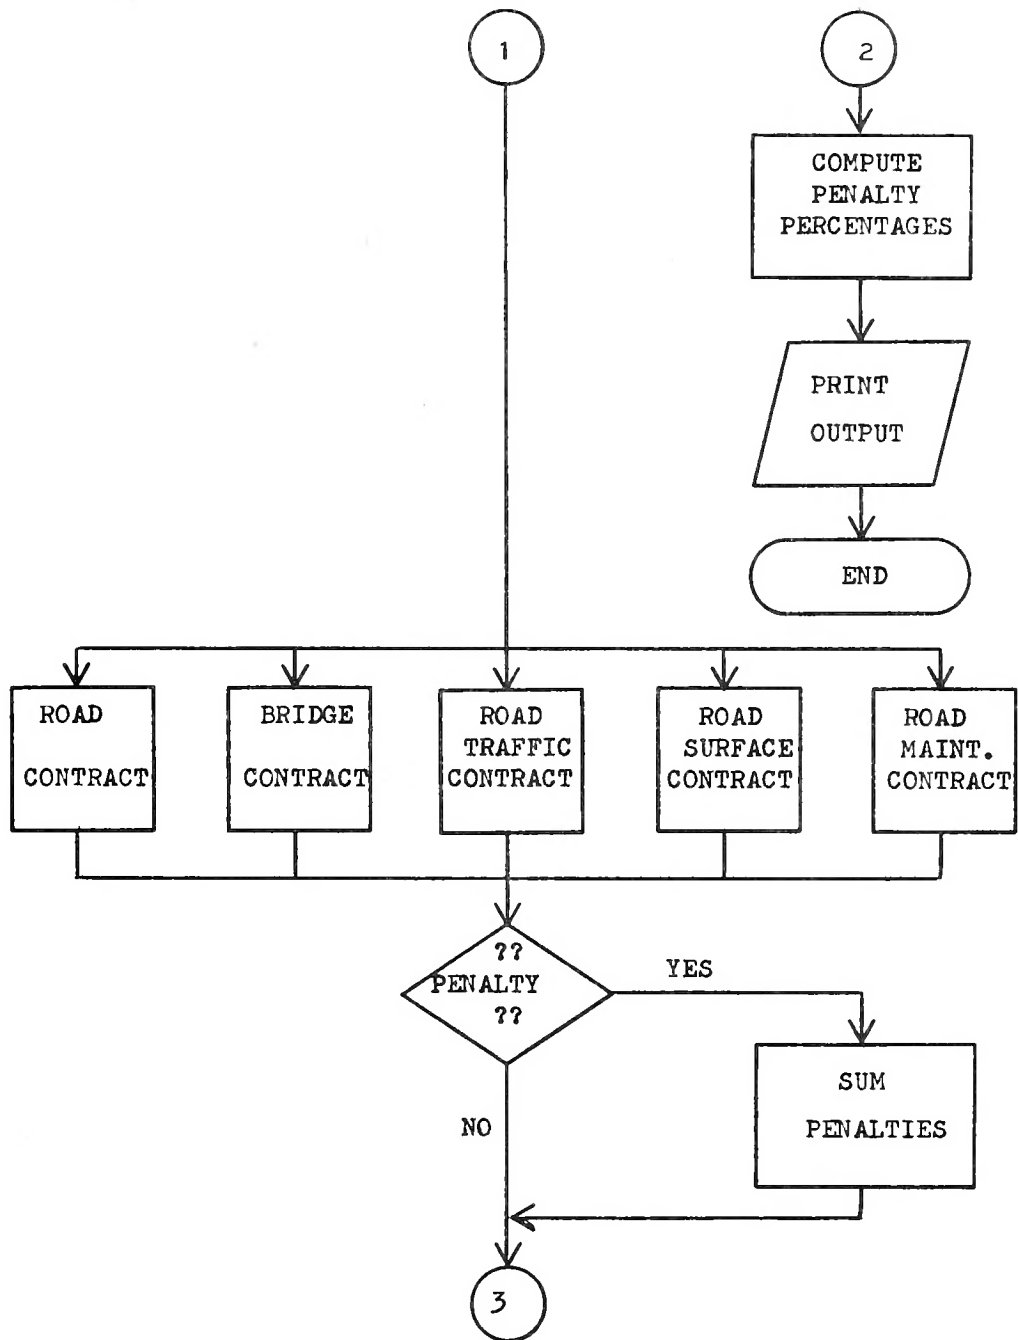 1
2
COMPUTE
PENALTY
PERCENTAGES
PRINT
OUTPUT
END
ROAD
CONTRACT
BRIDGE
CONTRACT
ROAD
TRAFFIC
CONTRACT
ROAD
SURFACE
CONTRACT
ROAD
MAINT.
CONTRACT
??
PENALTY
??
YES
NO
SUM
PENALTIES
3